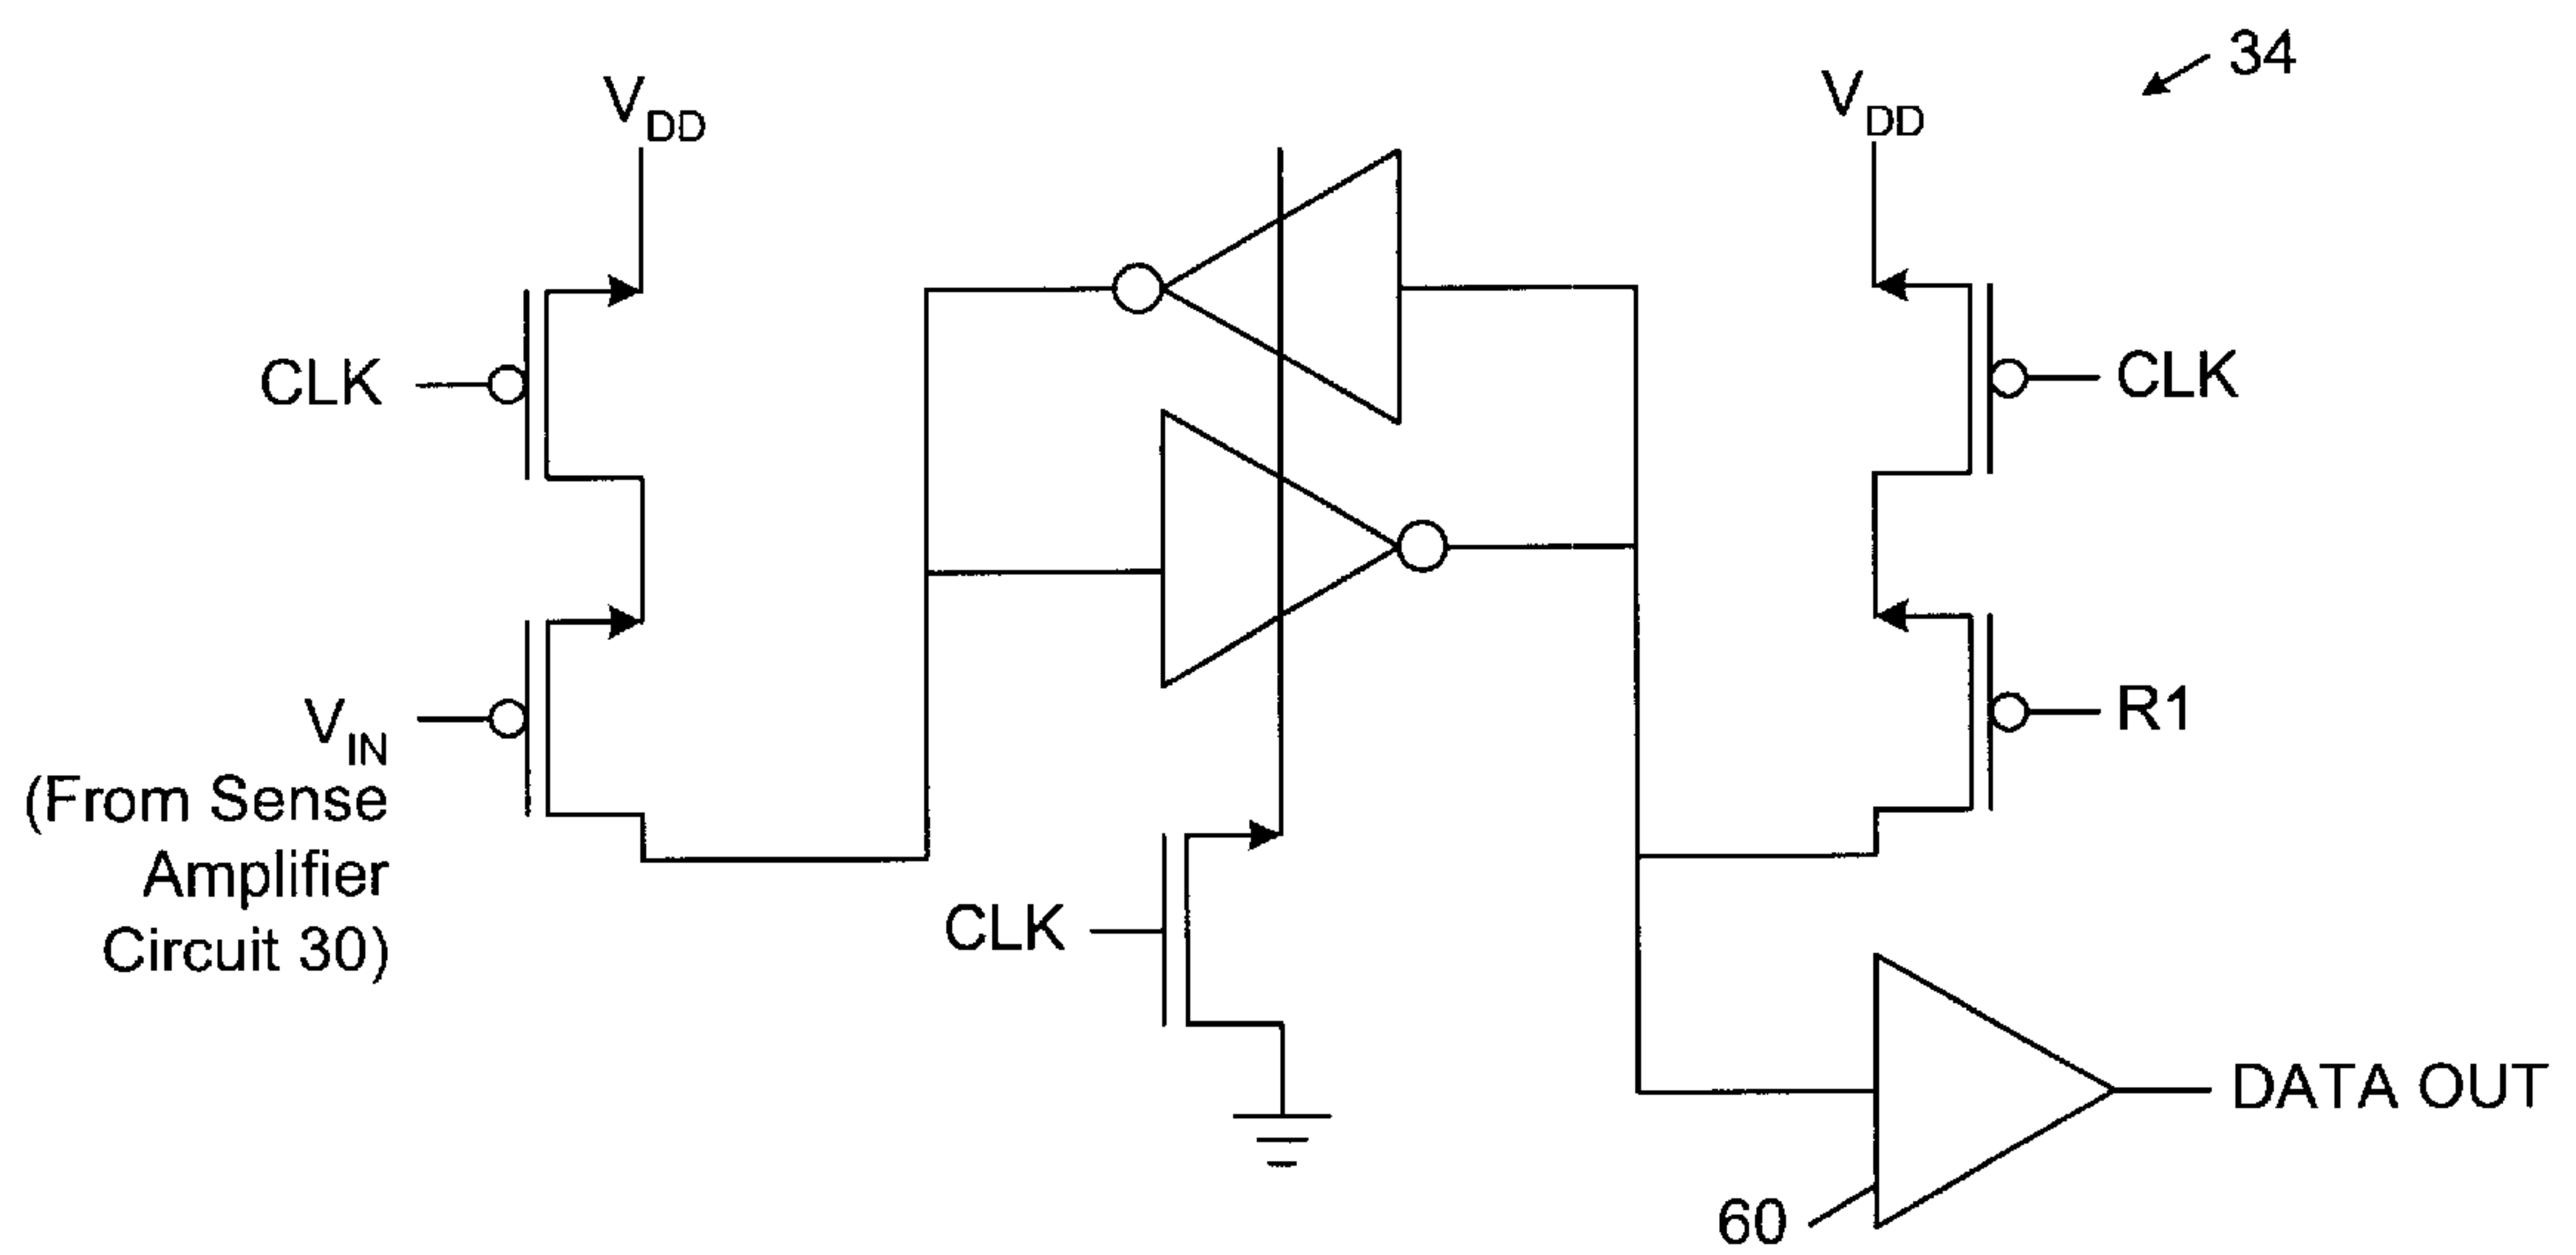 34
VDD
VDD
CLK
CLK
VIN
(From Sense
Amplifier
Circuit 30)
R1
CLK
DATA OUT
60